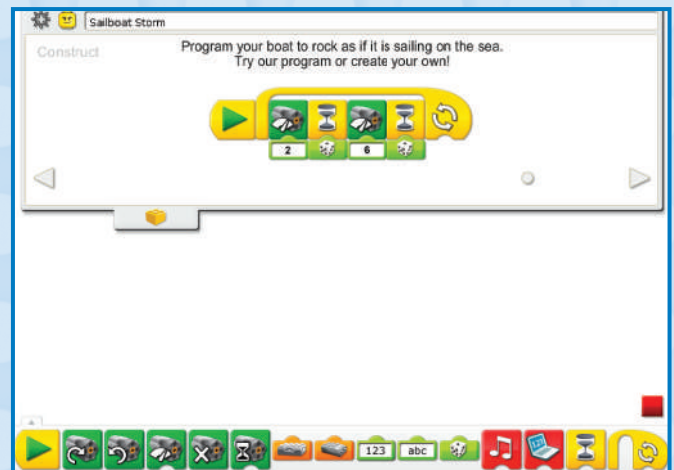 Sailboat Storm
Construct
Program your boat to rock as if it is sailing on the sea.
Try our program or create your own!
2 6
123 abc